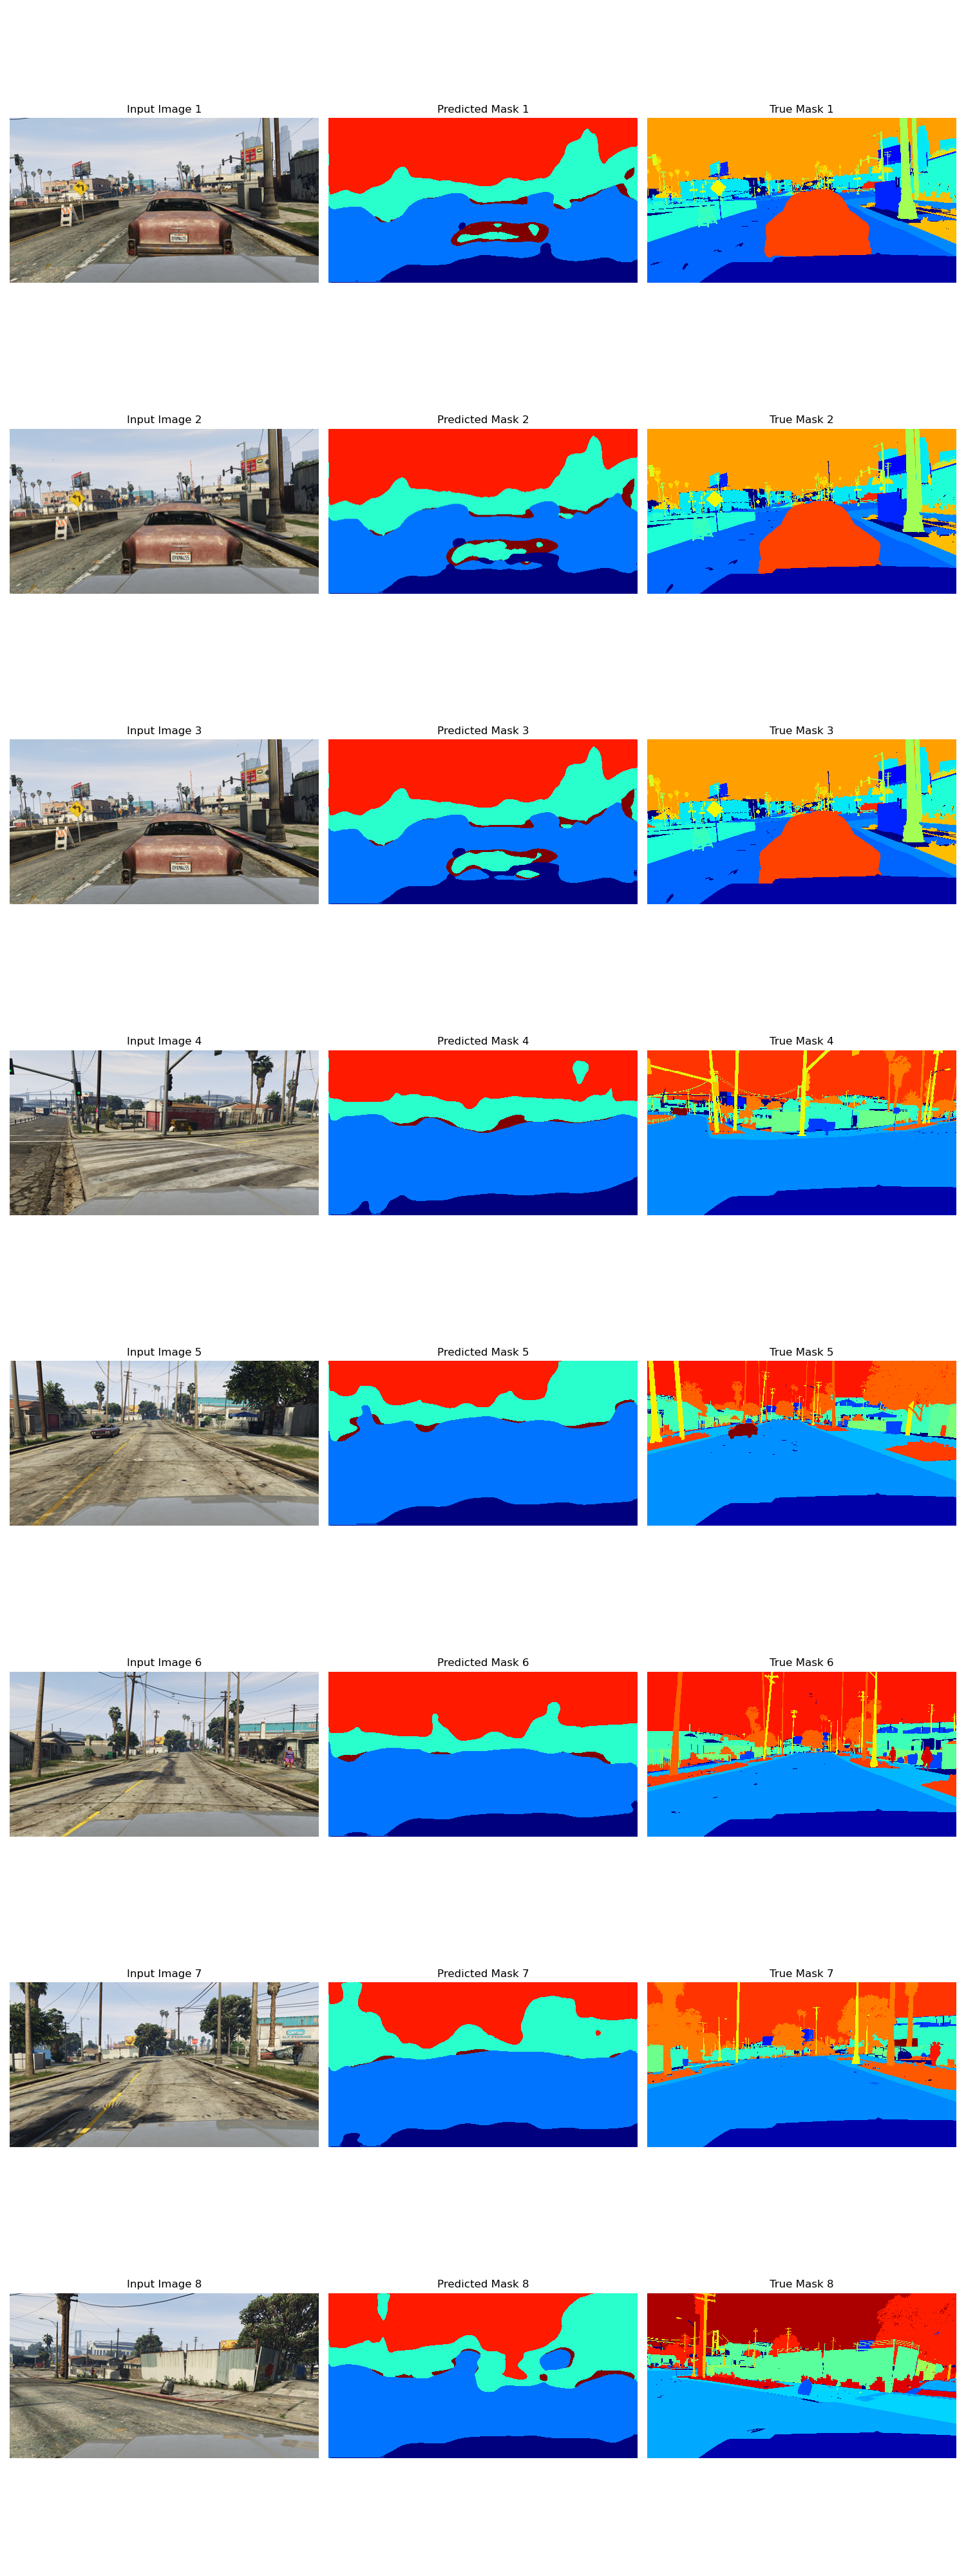 Input Image 1 Predicted Mask 1 True Mask 1
Input Image 2 Predicted Mask 2 True Mask 2
Input Image 3 Predicted Mask 3 True Mask 3
Input Image 4 Predicted Mask 4 True Mask 4
Input Image 5 Predicted Mask 5 True Mask 5
Input Image 6 Predicted Mask 6 True Mask 6
Input Image 7 Predicted Mask 7 True Mask 7
Input Image 8 Predicted Mask 8 True Mask 8